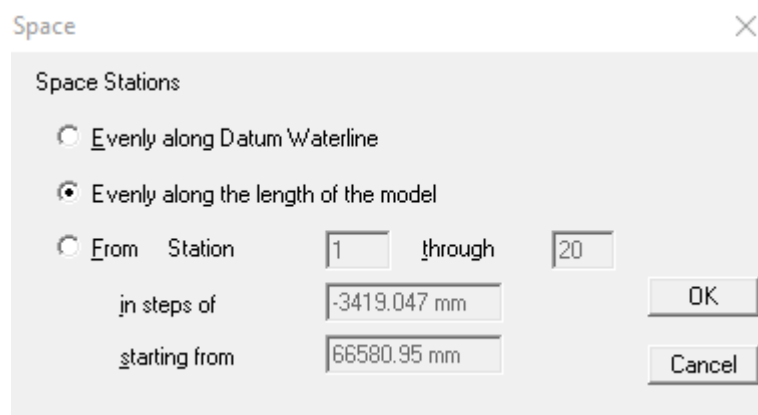 Space
Space Stations
Evenly along Datum Waterline
Evenly along the length of the model
From Station 1 through 20
in steps of -3419.047 mm
OK
starting from 66580.95 mm
Cancel